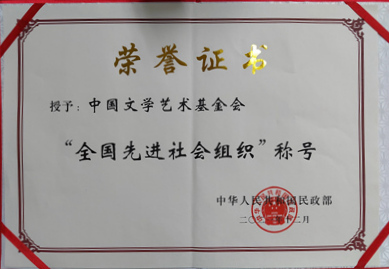 荣誉证书
授予：中国文学艺术基金会
“全国先进社会组织”称号
中华人民共和国民政部